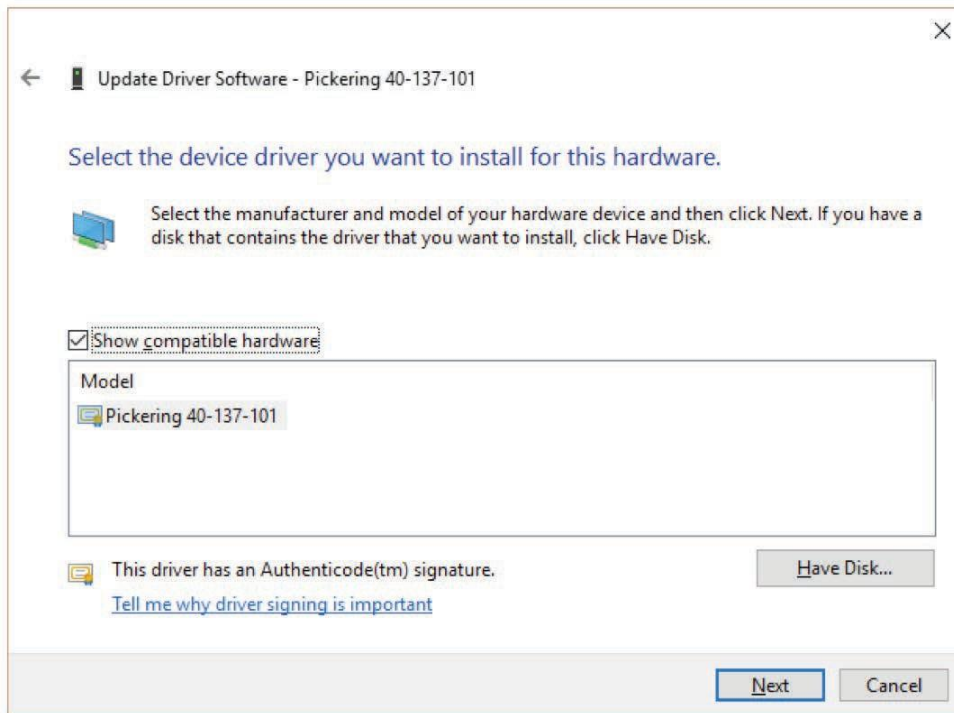 Update Driver Software - Pickering 40-137-101
Select the device driver you want to install for this hardware.
Select the manufacturer and model of your hardware device and then click Next. If you have a
disk that contains the driver that you want to install, click Have Disk.
Show compatible hardware
Model
Pickering 40-137-101
This driver has an Authenticode(tm) signature.
Have Disk...
Tell me why driver signing is important
Next
Cancel